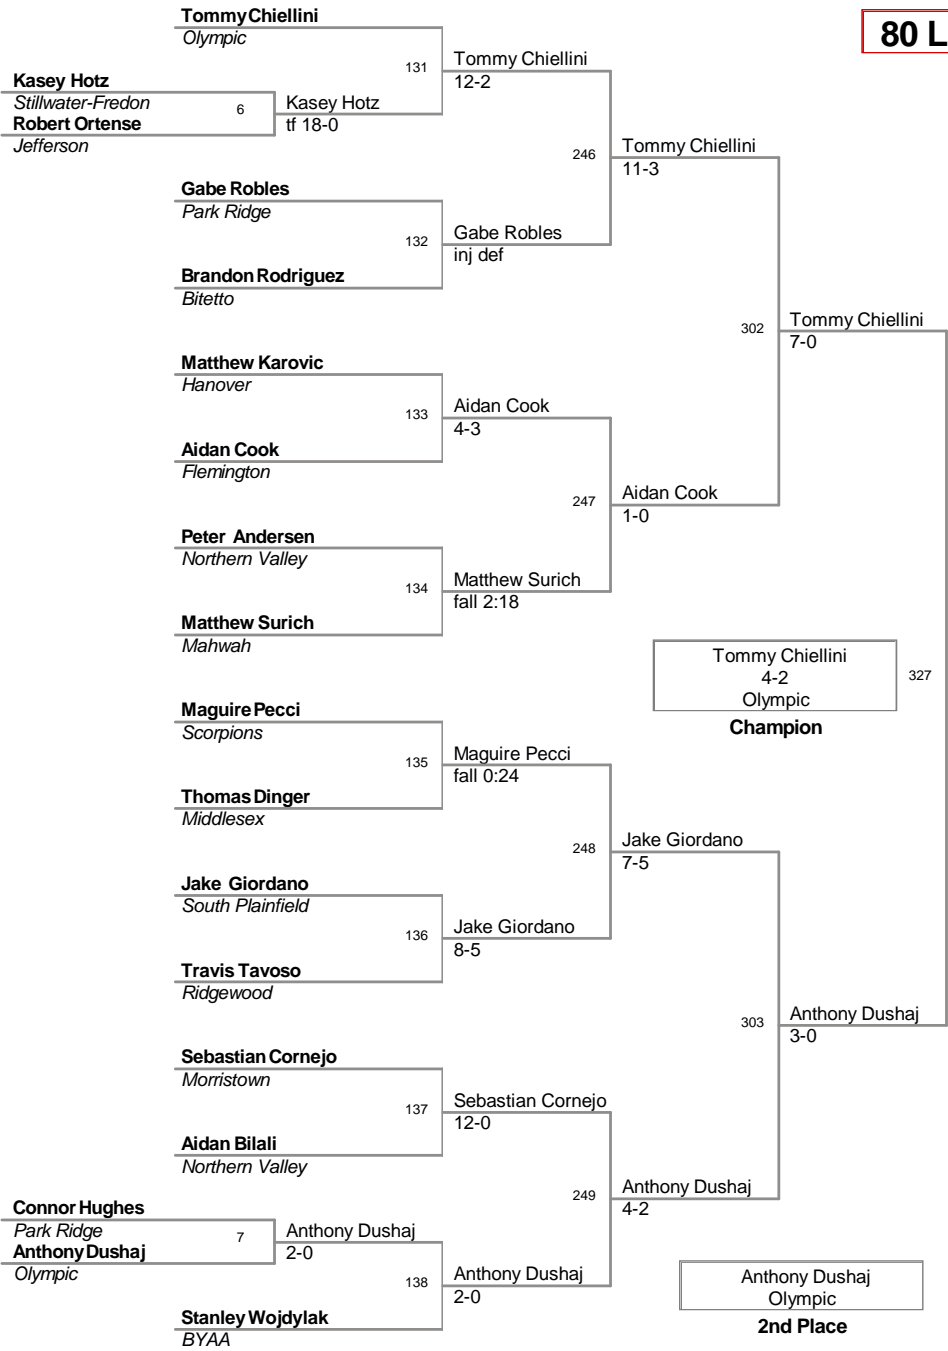 Tommy Chiellini
Olympic
80 L
131
Tommy Chiellini
12-2
Kasey Hotz
Stillwater-Fredon
6
Kasey Hotz
tf 18-0
Robert Ortense
Jefferson
246
Tommy Chiellini
11-3
Gabe Robles
Park Ridge
132
Gabe Robles
inj def
Brandon Rodriguez
Bitetto
302
Tommy Chiellini
7-0
Matthew Karovic
Hanover
133
Aidan Cook
4-3
Aidan Cook
Flemington
247
Aidan Cook
1-0
Peter Andersen
Northern Valley
134
Matthew Surich
fall 2:18
Matthew Surich
Mahwah
Tommy Chiellini
4-2
Olympic
327
Champion
Maguire Pecci
Scorpions
135
Maguire Pecci
fall 0:24
Thomas Dinger
Middlesex
248
Jake Giordano
7-5
Jake Giordano
South Plainfield
136
Jake Giordano
8-5
Travis Tavoso
Ridgewood
303
Anthony Dushaj
3-0
Sebastian Cornejo
Morristown
137
Sebastian Cornejo
12-0
Aidan Bilali
Northern Valley
249
Anthony Dushaj
4-2
Connor Hughes
Park Ridge
7
Anthony Dushaj
2-0
Anthony Dushaj
Olympic
138
Anthony Dushaj
2-0
Stanley Wojdylak
BYAA
Anthony Dushaj
Olympic
2nd Place